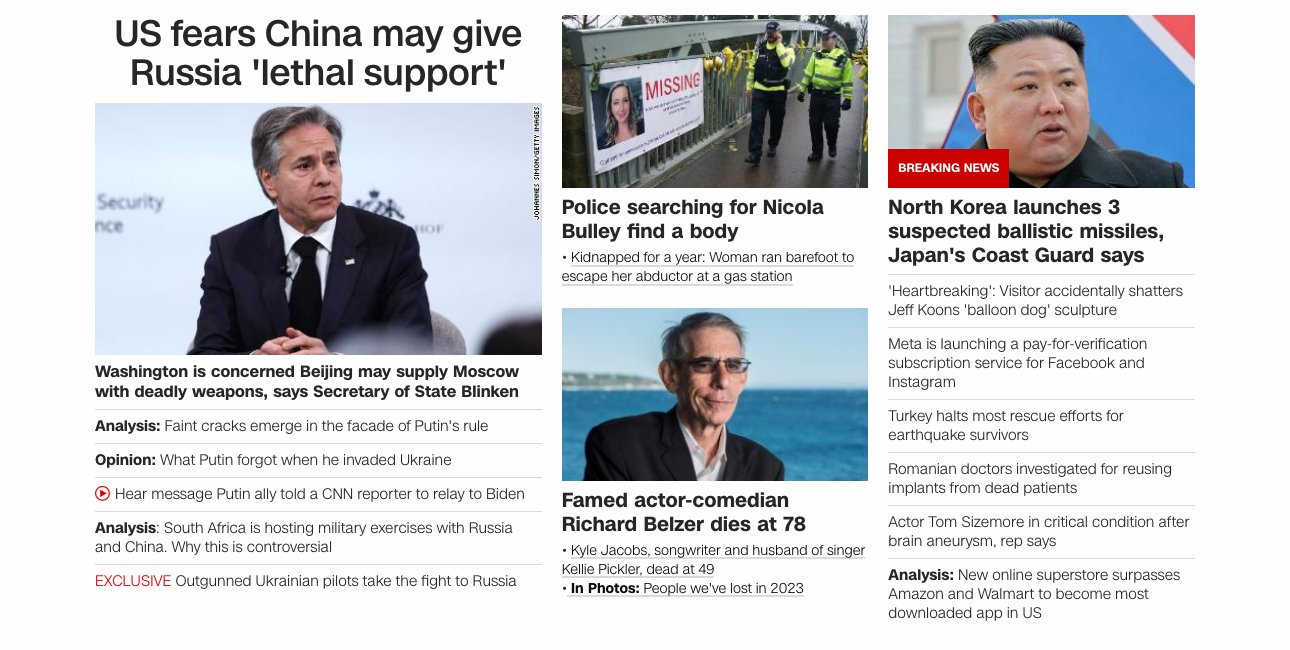 US fears China may give
Russia 'lethal support'
JOHANNES SIMON/GETTY IMAGES
Security
nce
HOF
Washington is concerned Beijing may supply Moscow
with deadly weapons, says Secretary of State Blinken
Analysis: Faint cracks emerge in the facade of Putin's rule
Opinion: What Putin forgot when he invaded Ukraine
Hear message Putin ally told a CNN reporter to relay to Biden
Analysis: South Africa is hosting military exercises with Russia
and China. Why this is controversial
EXCLUSIVE Outgunned Ukrainian pilots take the fight to Russia
MISSING
Police searching for Nicola
Bulley find a body
• Kidnapped for a year: Woman ran barefoot to
escape her abductor at a gas station
Famed actor-comedian
Richard Belzer dies at 78
• Kyle Jacobs, songwriter and husband of singer
Kellie Pickler, dead at 49
• In Photos: People we've lost in 2023
BREAKING NEWS
North Korea launches 3
suspected ballistic missiles,
Japan's Coast Guard says
'Heartbreaking': Visitor accidentally shatters
Jeff Koons 'balloon dog' sculpture
Meta is launching a pay-for-verification
subscription service for Facebook and
Instagram
Turkey halts most rescue efforts for
earthquake survivors
Romanian doctors investigated for reusing
implants from dead patients
Actor Tom Sizemore in critical condition after
brain aneurysm, rep says
Analysis: New online superstore surpasses
Amazon and Walmart to become most
downloaded app in US